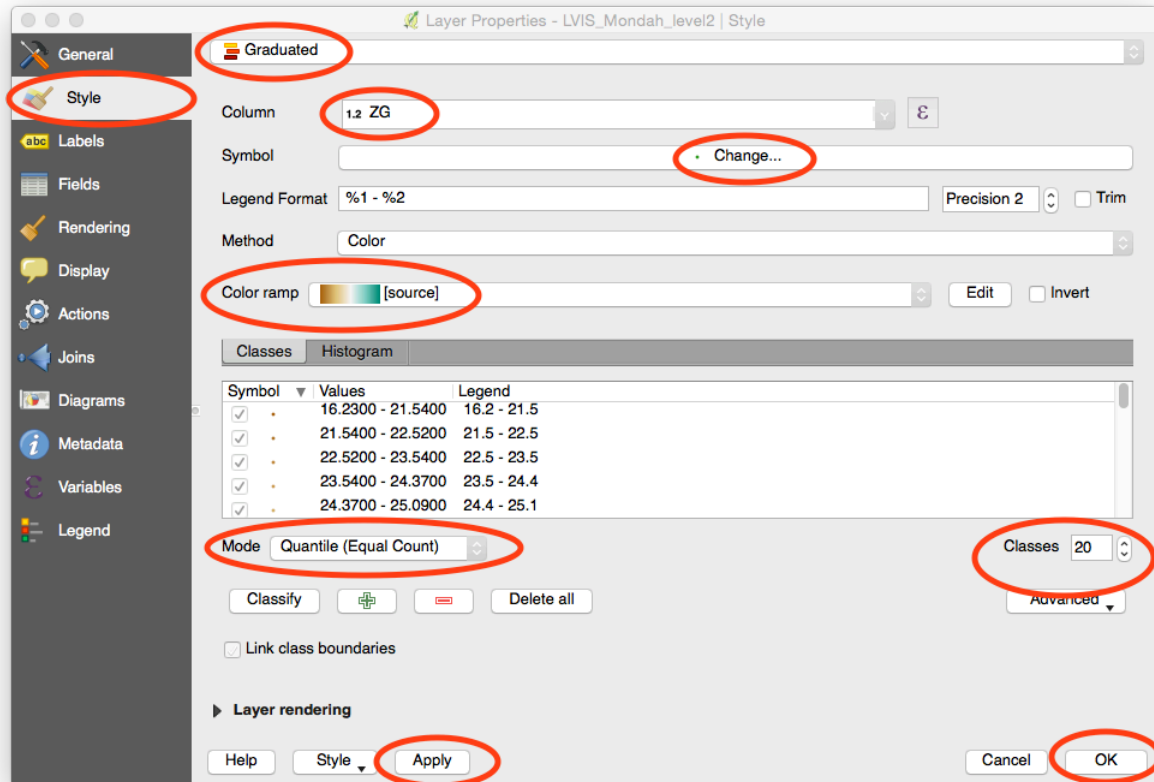 Layer Properties - LVIS_Mondah_level2 | Style
General
Style
abc Labels
Fields
Rendering
Display
Actions
Joins
Diagrams
Metadata
Variables
Legend
Graduated
Column 1.2 ZG ε
Symbol Change...
Legend Format %1 - %2 Precision 2 Trim
Method Color
Color ramp [source] Edit Invert
Classes Histogram
Symbol Values Legend
16.2300 - 21.5400 16.2 - 21.5
21.5400 - 22.5200 21.5 - 22.5
22.5200 - 23.5400 22.5 - 23.5
23.5400 - 24.3700 23.5 - 24.4
24.3700 - 25.0900 24.4 - 25.1
Mode Quantile (Equal Count) Classes 20
Classify Delete all Advanced
Link class boundaries
Layer rendering
Help Style Apply Cancel OK